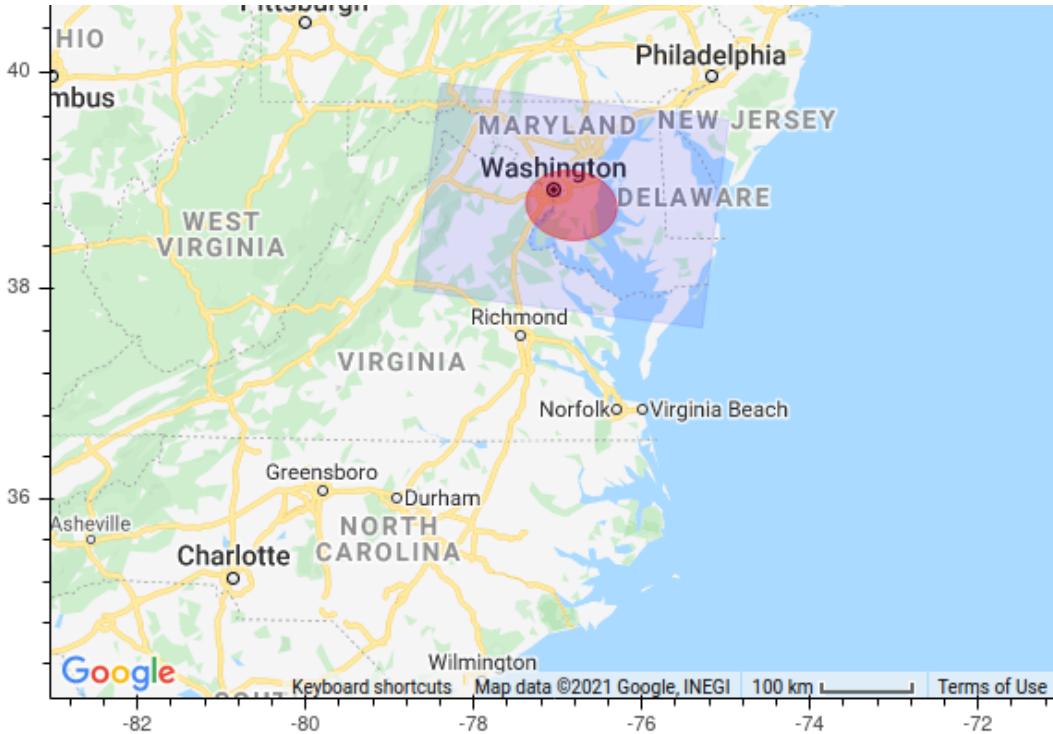 Pittsburgh
HIO
40
Philadelphia
mbus
MARYLAND
NEW JERSEY
Washington
DELAWARE
WEST
VIRGINIA
38
Richmond
VIRGINIA
Norfolk
Virginia Beach
Greensboro
36
Durham
Asheville
NORTH
CAROLINA
Charlotte
Wilmington
Google
Keyboard shortcuts
Map data ©2021 Google, INEGI
100 km
Terms of Use
-82
-80
-78
-76
-74
-72